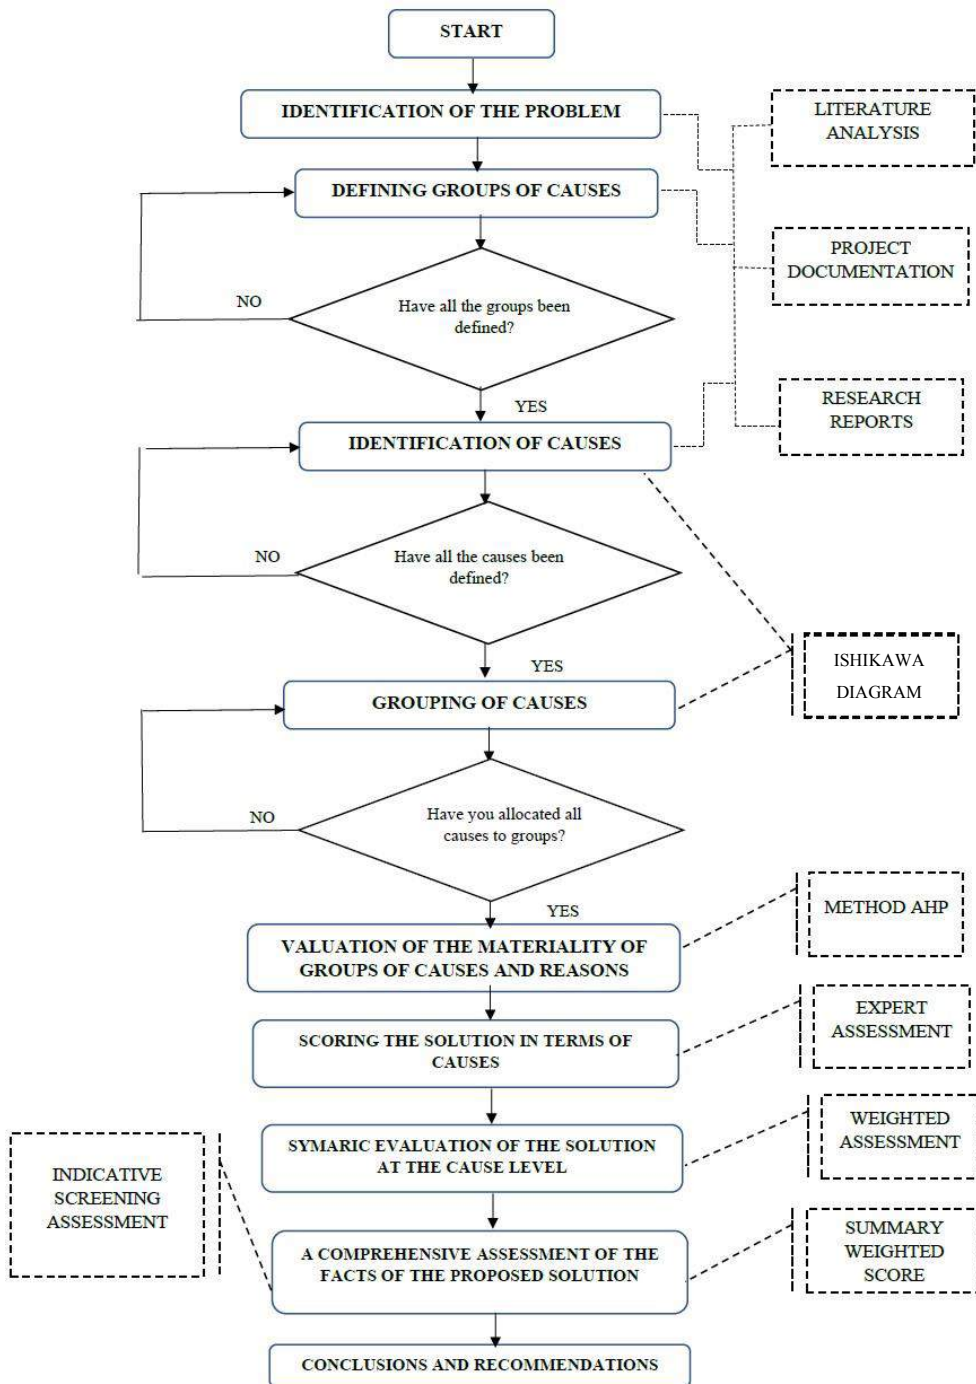 START
IDENTIFICATION OF THE PROBLEM
LITERATURE
ANALYSIS
DEFINING GROUPS OF CAUSES
PROJECT
DOCUMENTATION
NO
Have all the groups been
defined?
YES
RESEARCH
REPORTS
IDENTIFICATION OF CAUSES
NO
Have all the causes been
defined?
YES
ISHIKAWA
DIAGRAM
GROUPING OF CAUSES
NO
Have you allocated all
causes to groups?
YES
METHOD AHP
VALUATION OF THE MATERIALITY OF
GROUPS OF CAUSES AND REASONS
EXPERT
ASSESSMENT
SCORING THE SOLUTION IN TERMS OF
CAUSES
WEIGHTED
ASSESSMENT
SYMARIC EVALUATION OF THE SOLUTION
AT THE CAUSE LEVEL
INDICATIVE
SCREENING
ASSESSMENT
SUMMARY
WEIGHTED
SCORE
A COMPREHENSIVE ASSESSMENT OF THE
FACTS OF THE PROPOSED SOLUTION
CONCLUSIONS AND RECOMMENDATIONS